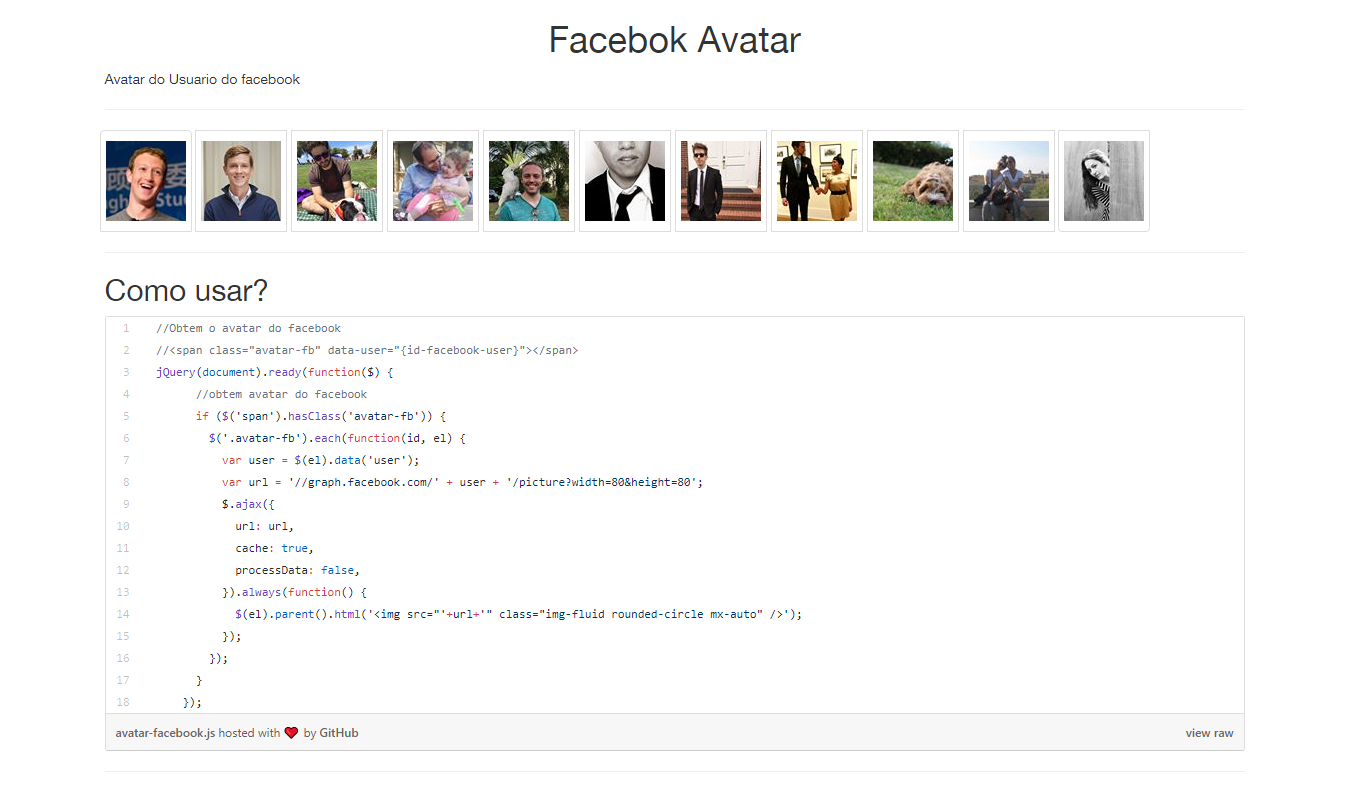 Facebok Avatar
Avatar do Usuario do facebook
Como usar?
1 //Obtem o avatar do facebook
2 //<span class="avatar-fb" data-user="{id-facebook-user}"></span>
3 jQuery(document).ready(function($) {
4 //obtem avatar do facebook
5 if ($('span').hasClass('avatar-fb')) {
6 $('.avatar-fb').each(function(id, el) {
7 var user = $(el).data('user');
8 var url = '//graph.facebook.com/' + user + '/picture?width=80&height=80';
9 $.ajax({
10 url: url,
11 cache: true,
12 processData: false,
13 }).always(function() {
14 $(el).parent().html('<img src="'+url+'" class="img-fluid rounded-circle mx-auto" />');
15 });
16 });
17 }
18 });
avatar-facebook.js hosted with ❤ by GitHub view raw